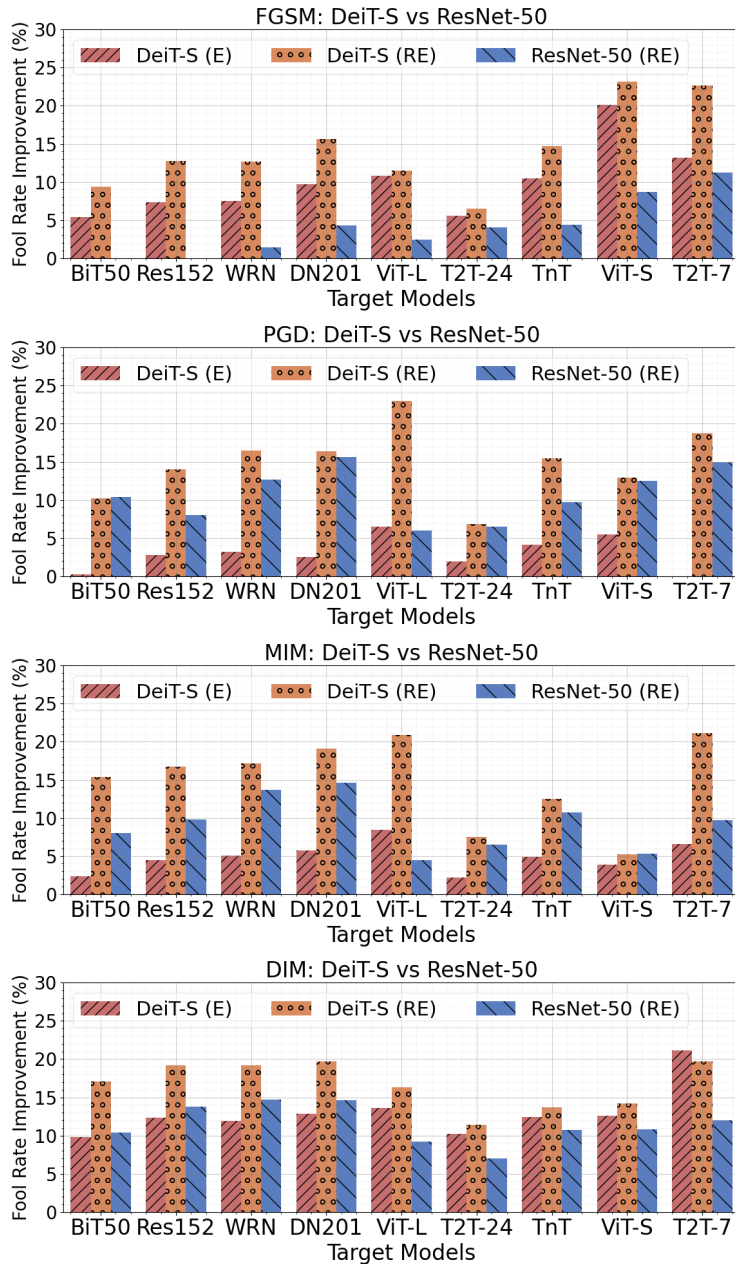 FGSM: DeiT-S vs ResNet-50
Fool Rate Improvement (%)
30
25
20
15
10
5
0
DeiT-S (E) DeiT-S (RE) ResNet-50 (RE)
BiT50 Res152 WRN DN201 ViT-L T2T-24 TnT ViT-S T2T-7
Target Models
PGD: DeiT-S vs ResNet-50
Fool Rate Improvement (%)
30
25
20
15
10
5
0
DeiT-S (E) DeiT-S (RE) ResNet-50 (RE)
BiT50 Res152 WRN DN201 ViT-L T2T-24 TnT ViT-S T2T-7
Target Models
MIM: DeiT-S vs ResNet-50
Fool Rate Improvement (%)
30
25
20
15
10
5
0
DeiT-S (E) DeiT-S (RE) ResNet-50 (RE)
BiT50 Res152 WRN DN201 ViT-L T2T-24 TnT ViT-S T2T-7
Target Models
DIM: DeiT-S vs ResNet-50
Fool Rate Improvement (%)
30
25
20
15
10
5
0
DeiT-S (E) DeiT-S (RE) ResNet-50 (RE)
BiT50 Res152 WRN DN201 ViT-L T2T-24 TnT ViT-S T2T-7
Target Models